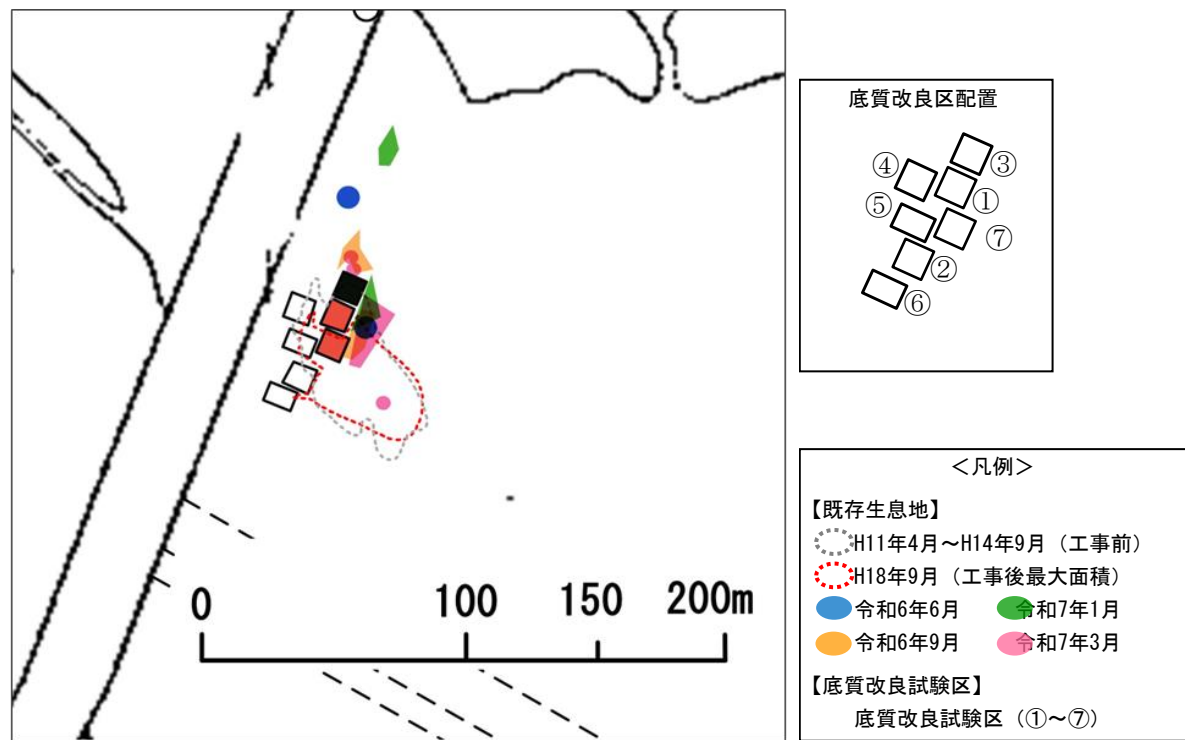 0
100
150
200m
底質改良区配置
③
④
①
⑤
⑦
②
⑥
＜凡例＞
【既存生息地】
H11年4月～H14年9月（工事前）
H18年9月（工事後最大面積）
令和6年6月 令和7年1月
令和6年9月 令和7年3月
【底質改良試験区】
底質改良試験区（①～⑦）